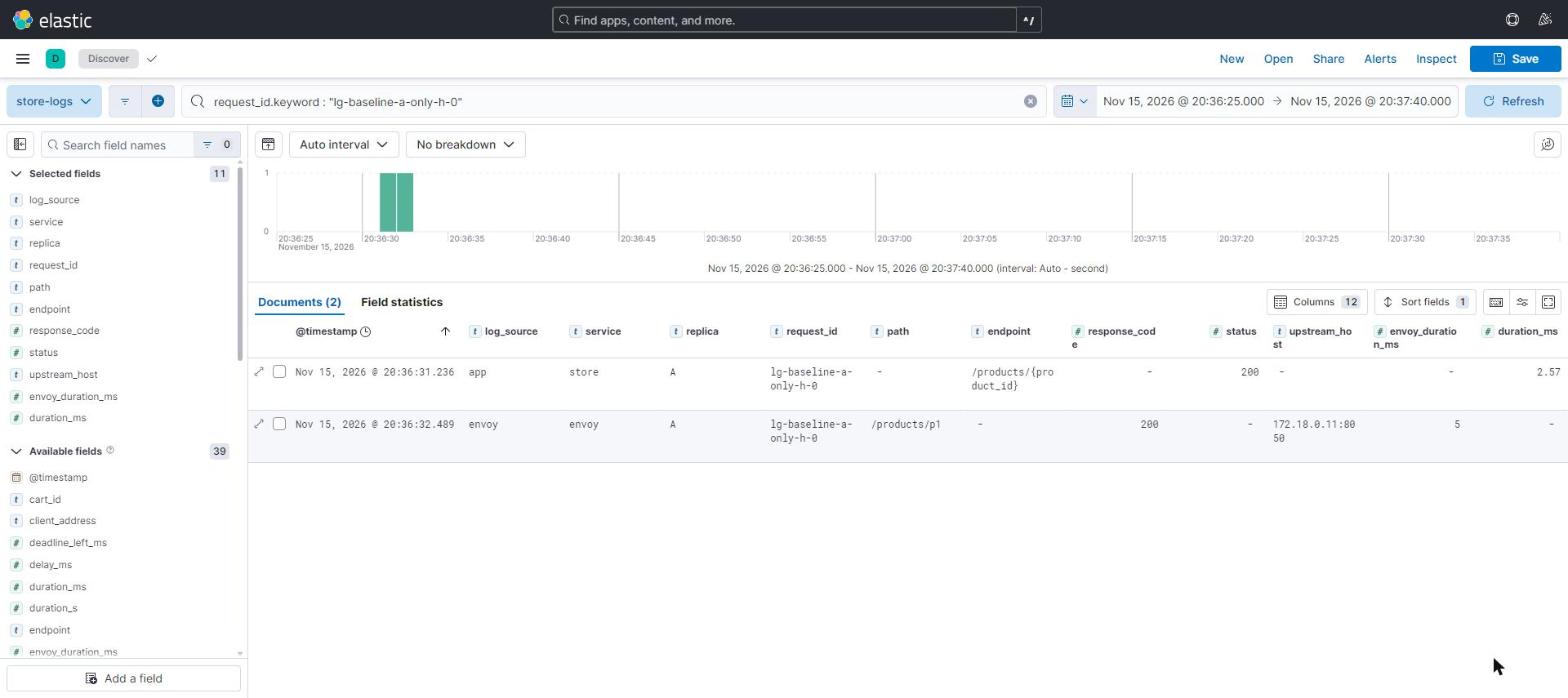 elastic
Find apps, content, and more.
^/
D
Discover
New
Open
Share
Alerts
Inspect
Save
store-logs
request_id.keyword : "lg-baseline-a-only-h-0"
Nov 15, 2026 @ 20:36:25.000 → Nov 15, 2026 @ 20:37:40.000
Refresh
Search field names
0
Auto interval
No breakdown
Selected fields 11
t log_source
t service
t replica
t request_id
t path
t endpoint
# response_code
# status
t upstream_host
# envoy_duration_ms
# duration_ms
Available fields 39
@timestamp
t cart_id
t client_address
# deadline_left_ms
# delay_ms
# duration_ms
# duration_s
t endpoint
# envoy_duration_ms
Add a field
1
0
20:36:25 20:36:30 20:36:35 20:36:40 20:36:45 20:36:50 20:36:55 20:37:00 20:37:05 20:37:10 20:37:15 20:37:20 20:37:25 20:37:30 20:37:35
November 15, 2026
Nov 15, 2026 @ 20:36:25.000 - Nov 15, 2026 @ 20:37:40.000 (interval: Auto - second)
Documents (2) Field statistics
Columns 12
Sort fields 1
@timestamp t log_source t service t replica t request_id t path t endpoint # response_cod # status t upstream_ho # envoy_duratio # duration_ms
e st n_ms
Nov 15, 2026 @ 20:36:31.236 app store A lg-baseline-a- - /products/{pro - 200 - - 2.57
only-h-0 duct_id}
Nov 15, 2026 @ 20:36:32.489 envoy envoy A lg-baseline-a- /products/p1 - 200 - 172.18.0.11:80 5 -
only-h-0 50